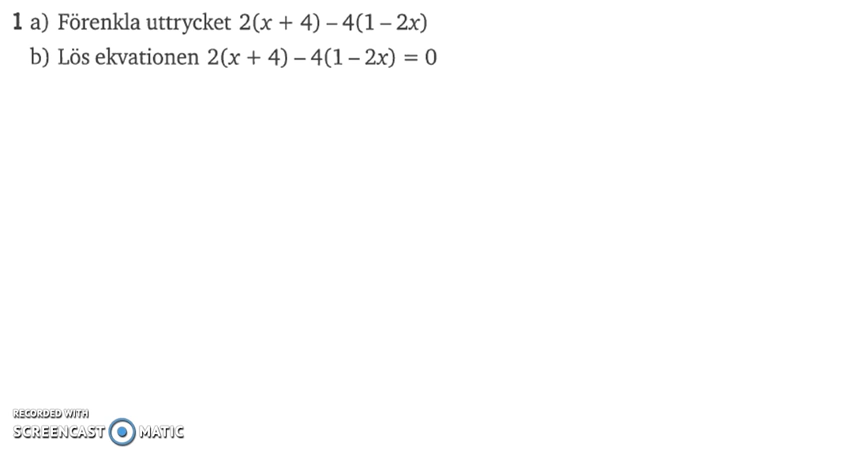 1 a) Förenkla uttrycket 2(x + 4) – 4(1 – 2x)
b) Lös ekvationen 2(x + 4) – 4(1 – 2x) = 0
RECORDED WITH
SCREENCAST MATIC